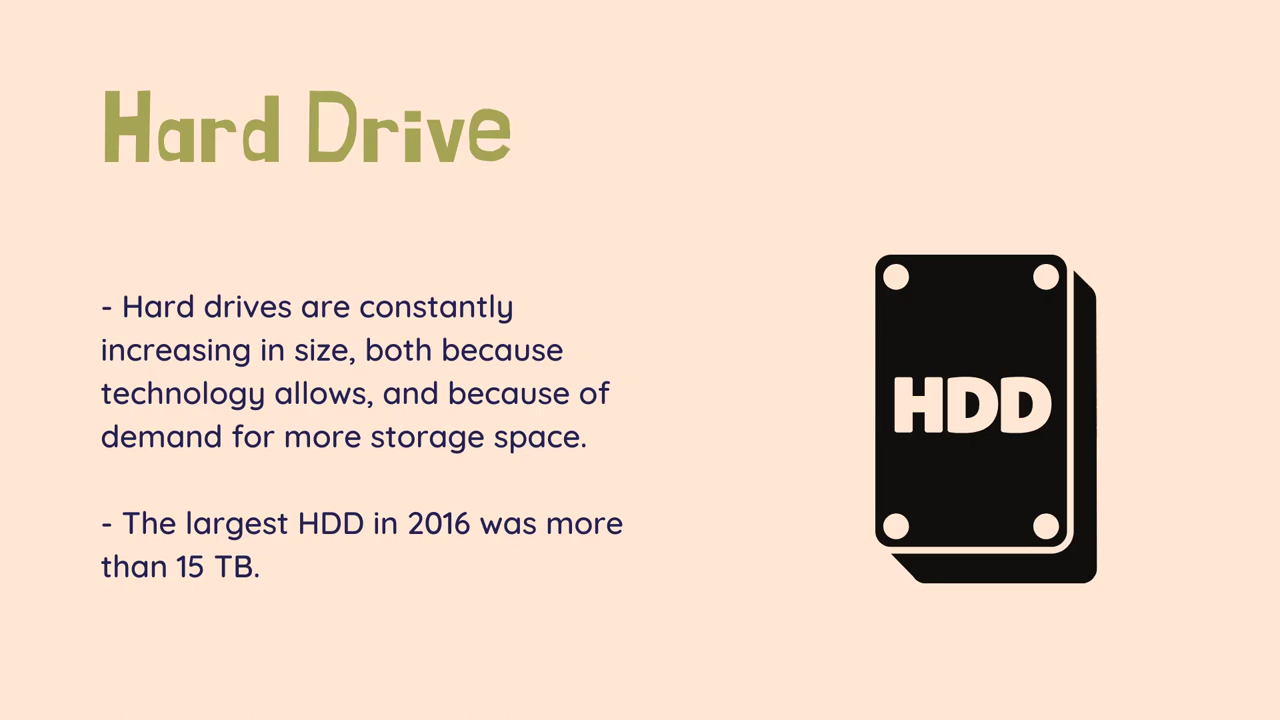 Hard Drive
- Hard drives are constantly
increasing in size, both because
technology allows, and because of
demand for more storage space.
- The largest HDD in 2016 was more
than 15 TB.
HDD